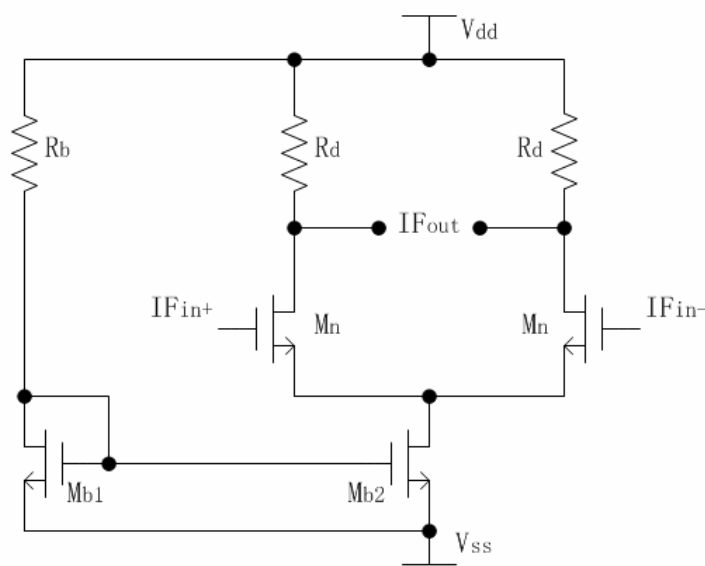 Vdd
Rb
Rd
Rd
IFout
IFin+
Mn
Mn
IFin-
Mb1
Mb2
Vss